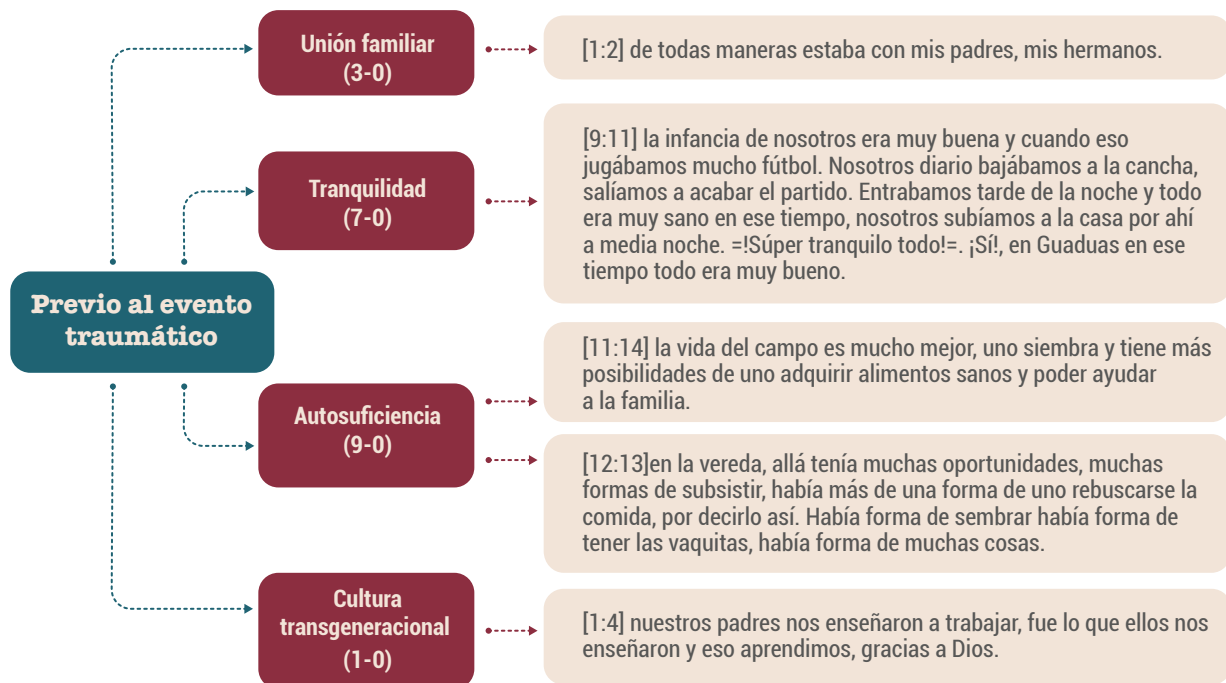 Unión familiar
(3-0)
[1:2] de todas maneras estaba con mis padres, mis hermanos.
Tranquilidad
(7-0)
[9:11] la infancia de nosotros era muy buena y cuando eso
jugábamos mucho fútbol. Nosotros diario bajábamos a la cancha,
salíamos a acabar el partido. Entrabamos tarde de la noche y todo
era muy sano en ese tiempo, nosotros subíamos a la casa por ahí
a media noche. =!Súper tranquilo todo!=. ¡Sí!, en Guaduas en ese
tiempo todo era muy bueno.
Previo al evento
traumático
Autosuficiencia
(9-0)
[11:14] la vida del campo es mucho mejor, uno siembra y tiene más
posibilidades de uno adquirir alimentos sanos y poder ayudar
a la familia.
[12:13]en la vereda, allá tenía muchas oportunidades, muchas
formas de subsistir, había más de una forma de uno rebuscarse la
comida, por decirlo así. Había forma de sembrar había forma de
tener las vaquitas, había forma de muchas cosas.
Cultura
transgeneracional
(1-0)
[1:4] nuestros padres nos enseñaron a trabajar, fue lo que ellos nos
enseñaron y eso aprendimos, gracias a Dios.